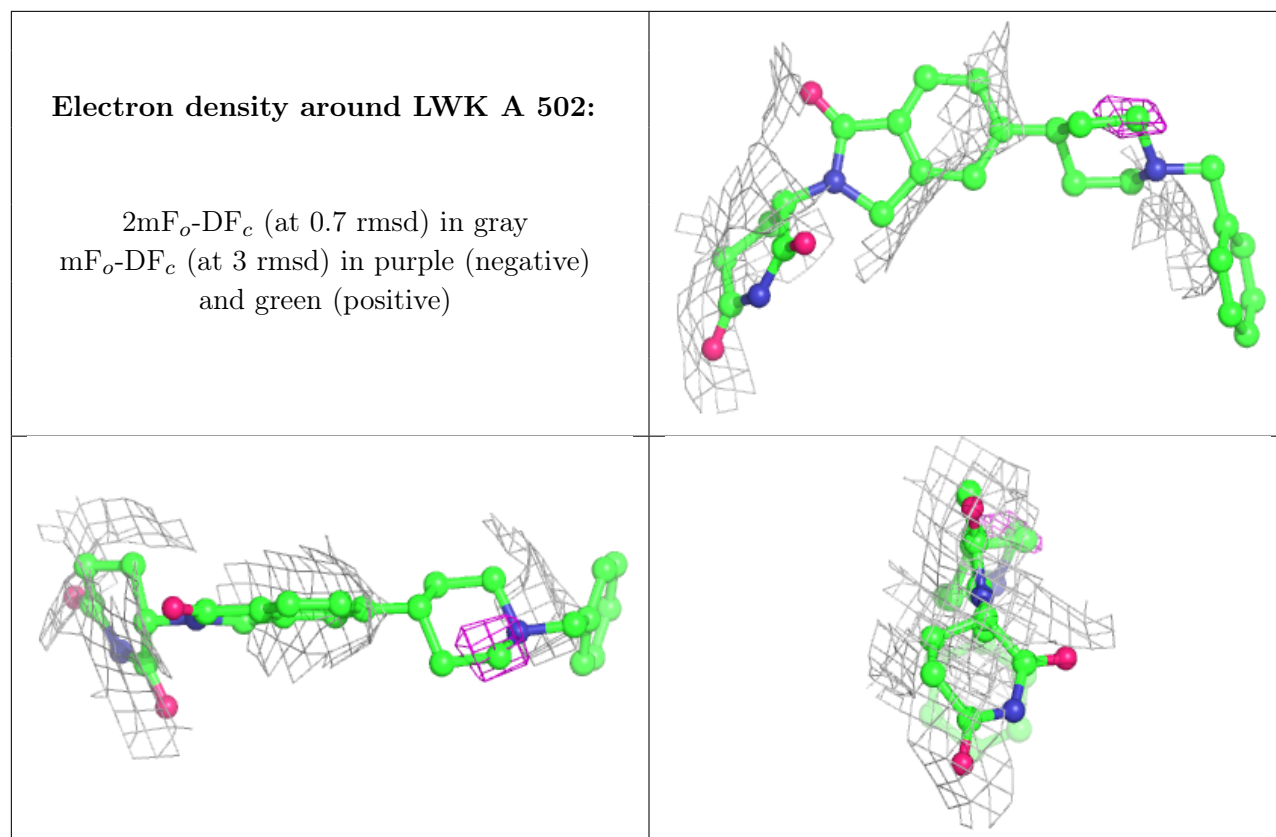 Electron density around LWK A 502:
2mFo-DFc (at 0.7 rmsd) in gray
mFo-DFc (at 3 rmsd) in purple (negative)
and green (positive)